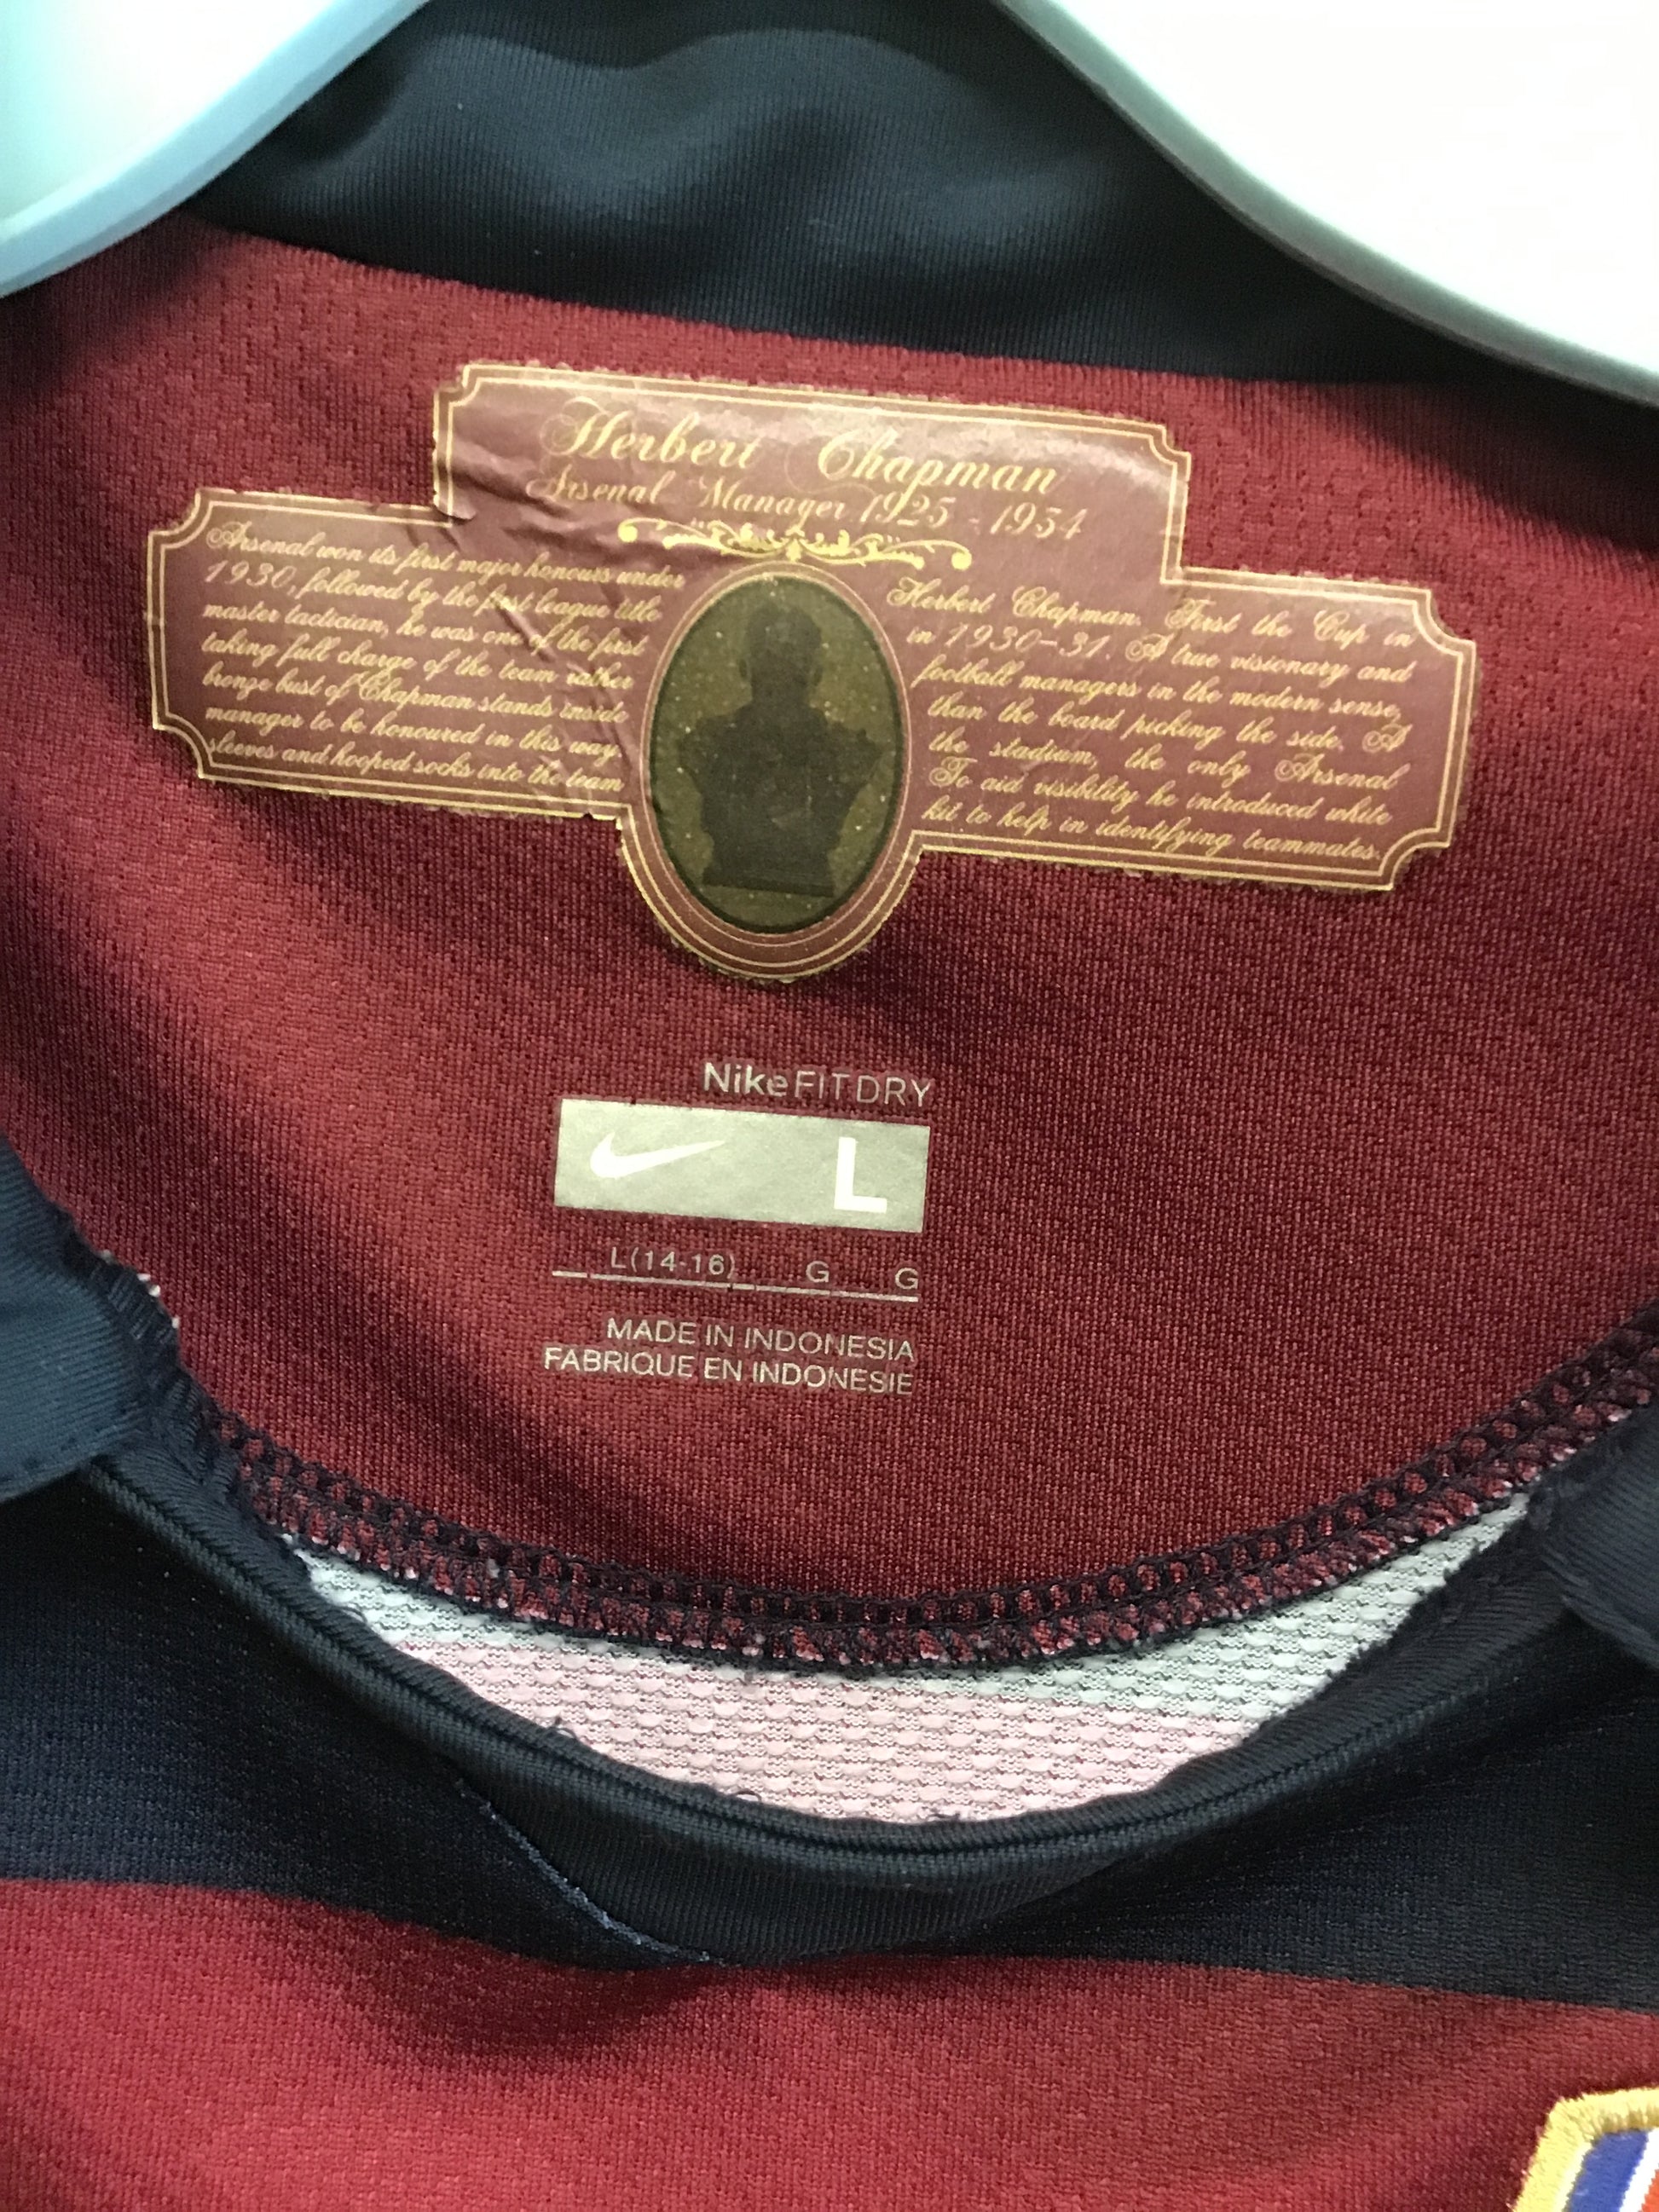 Herbert Chapman
Arsenal Manager 1925 - 1934
Arsenal won its first major honours under Herbert Chapman. First the Cup in
1930, followed by the first league title in 1930-31. A true visionary and
master tactician, he was one of the first football managers in the modern sense,
taking full charge of the team rather than the board picking the side. A
bronze bust of Chapman stands inside the stadium, the only Arsenal
manager to be honoured in this way. To aid visibility he introduced white
sleeves and hooped socks into the team kit to help in identifying teammates.
NikeFITDRY
L
L(14-16) G G
MADE IN INDONESIA
FABRIQUE EN INDONESIE